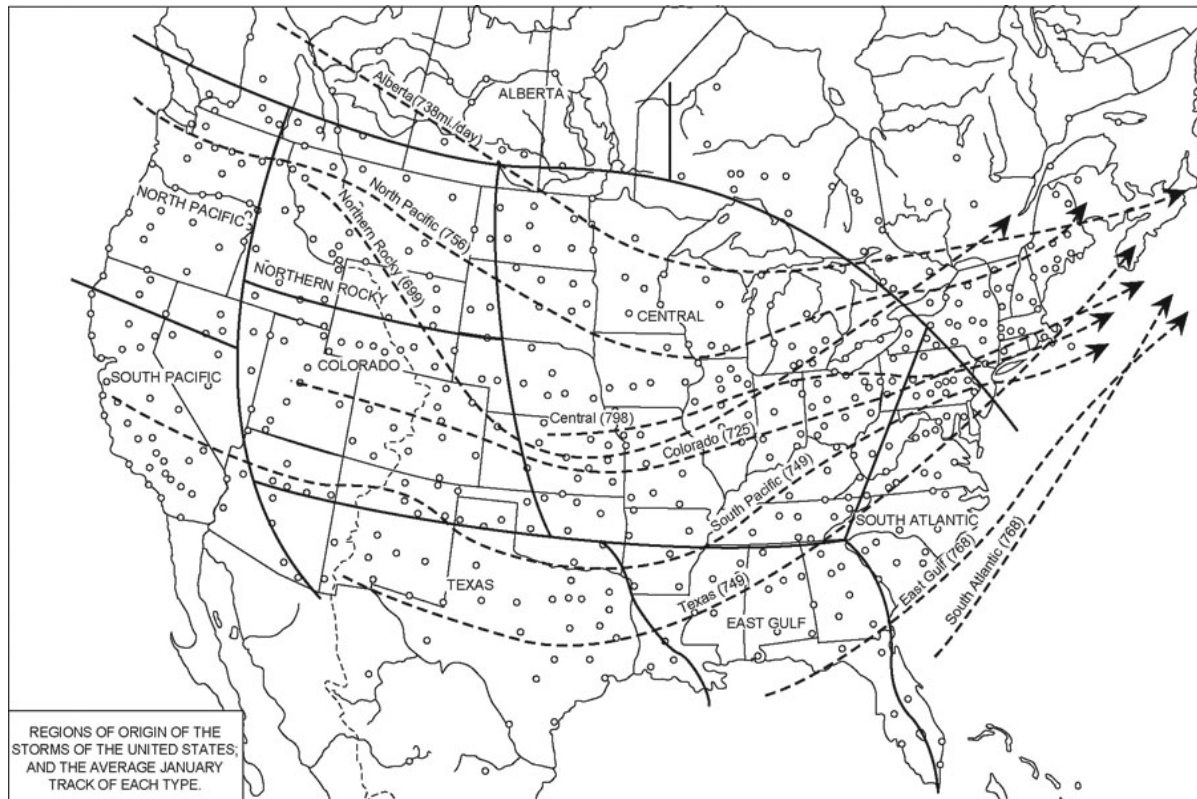 Alberta(738mi./day)
ALBERTA
North Pacific (756)
NORTH PACIFIC
Northern Rocky (699)
NORTHERN ROCKY
CENTRAL
COLORADO
SOUTH PACIFIC
Central (798)
Colorado (725)
South Pacific (749)
SOUTH ATLANTIC
East Gulf (768)
South Atlantic (768)
TEXAS
Texas (749)
EAST GULF
REGIONS OF ORIGIN OF THE
STORMS OF THE UNITED STATES;
AND THE AVERAGE JANUARY
TRACK OF EACH TYPE.